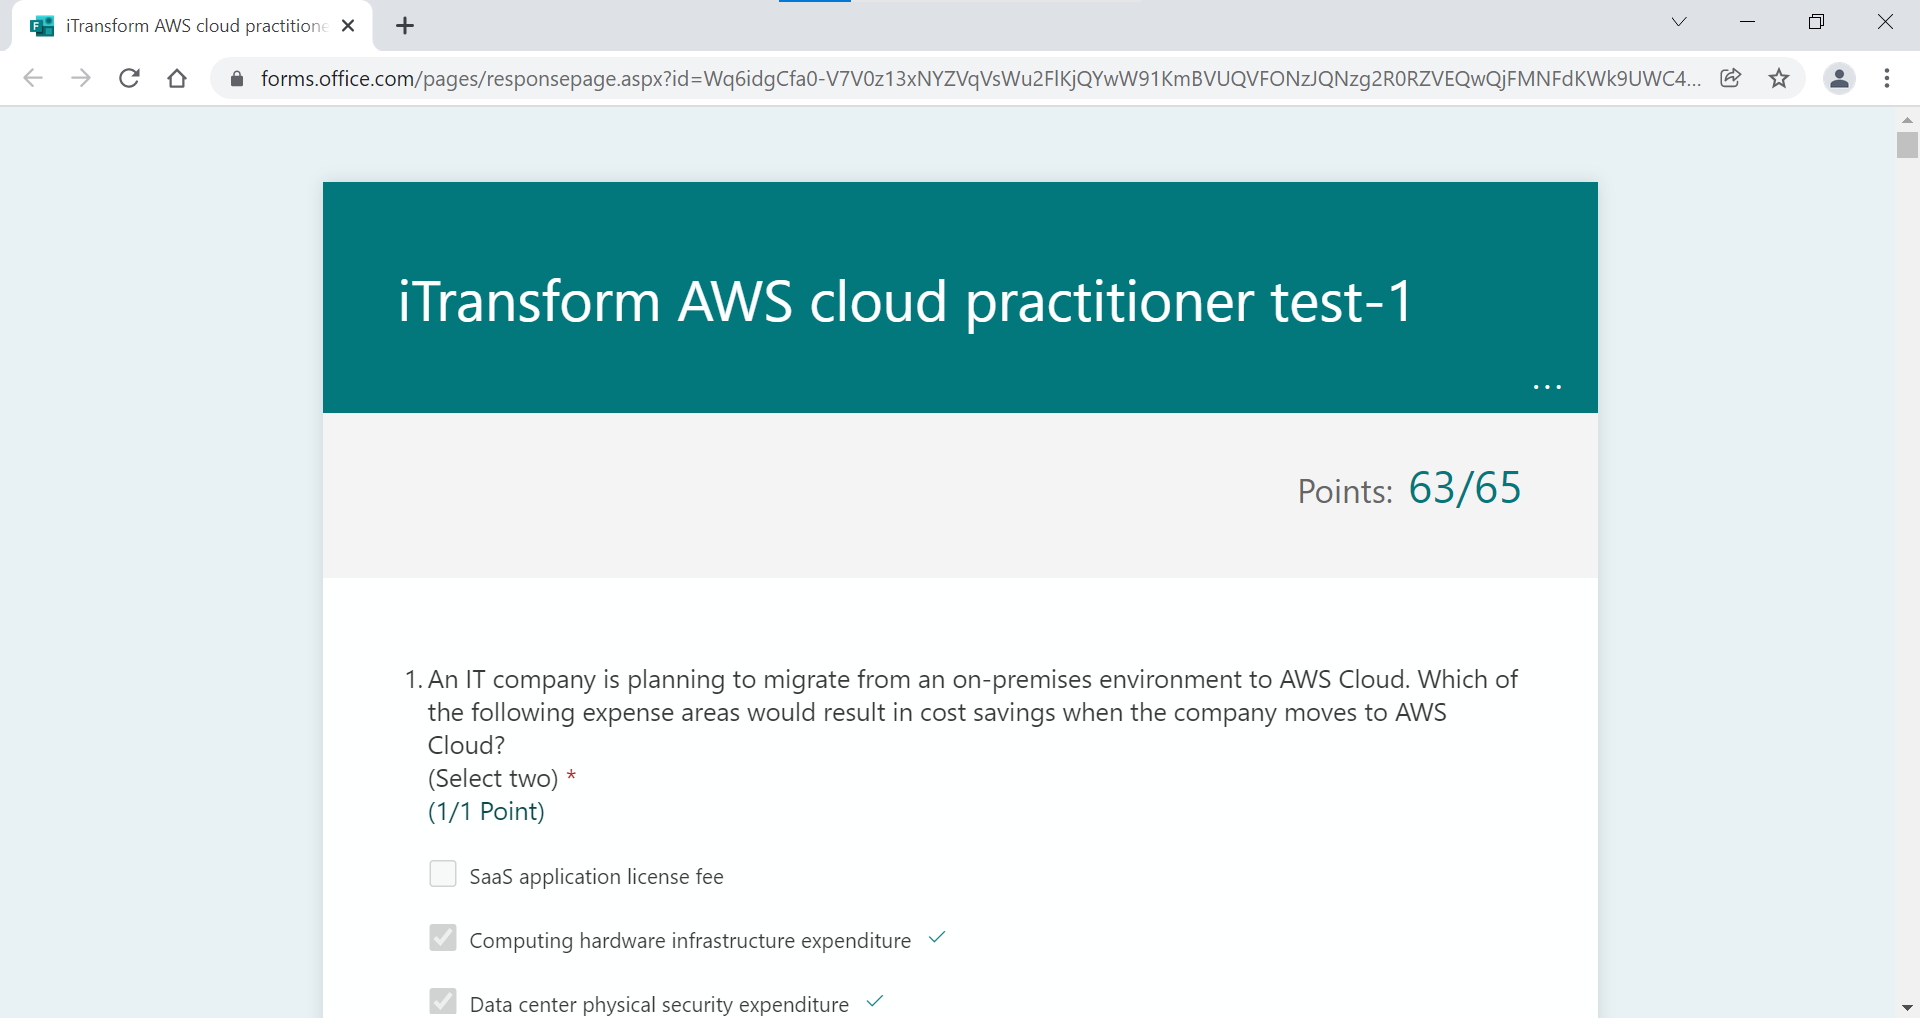 iTransform AWS cloud practitione
forms.office.com/pages/responsepage.aspx?id=Wq6idgCfa0-V7V0z13xNYZVqVsWu2FlKjQYwW91KmBVUQVFONzJQNzg2R0RZVEQwQjFMNFdKWk9UWC4...
iTransform AWS cloud practitioner test-1
...
Points: 63/65
1. An IT company is planning to migrate from an on-premises environment to AWS Cloud. Which of
the following expense areas would result in cost savings when the company moves to AWS
Cloud?
(Select two) *
(1/1 Point)
SaaS application license fee
Computing hardware infrastructure expenditure
Data center physical security expenditure